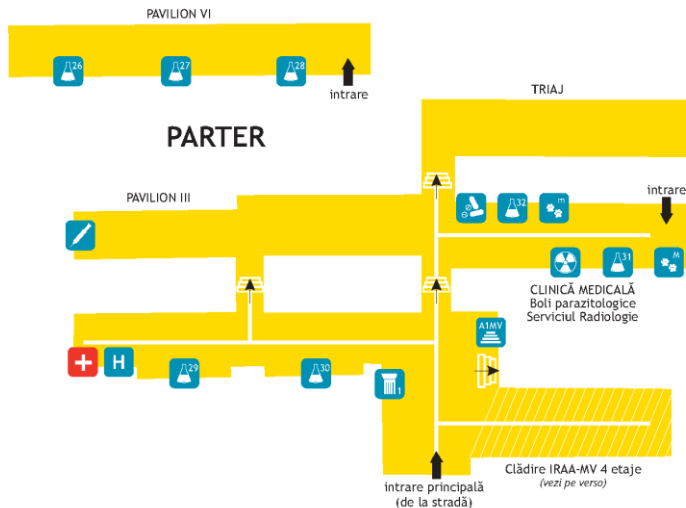 PAVILION VI
26
27
28
intrare
TRIAJ
PARTER
PAVILION III
32
m
intrare
31
M
CLINICĂ MEDICALĂ
Boli parazitologice
Serviciul Radiologie
A1MV
H
29
30
1
Clădire IRAA-MV 4 etaje
(vezi pe verso)
intrare principală
(de la stradă)